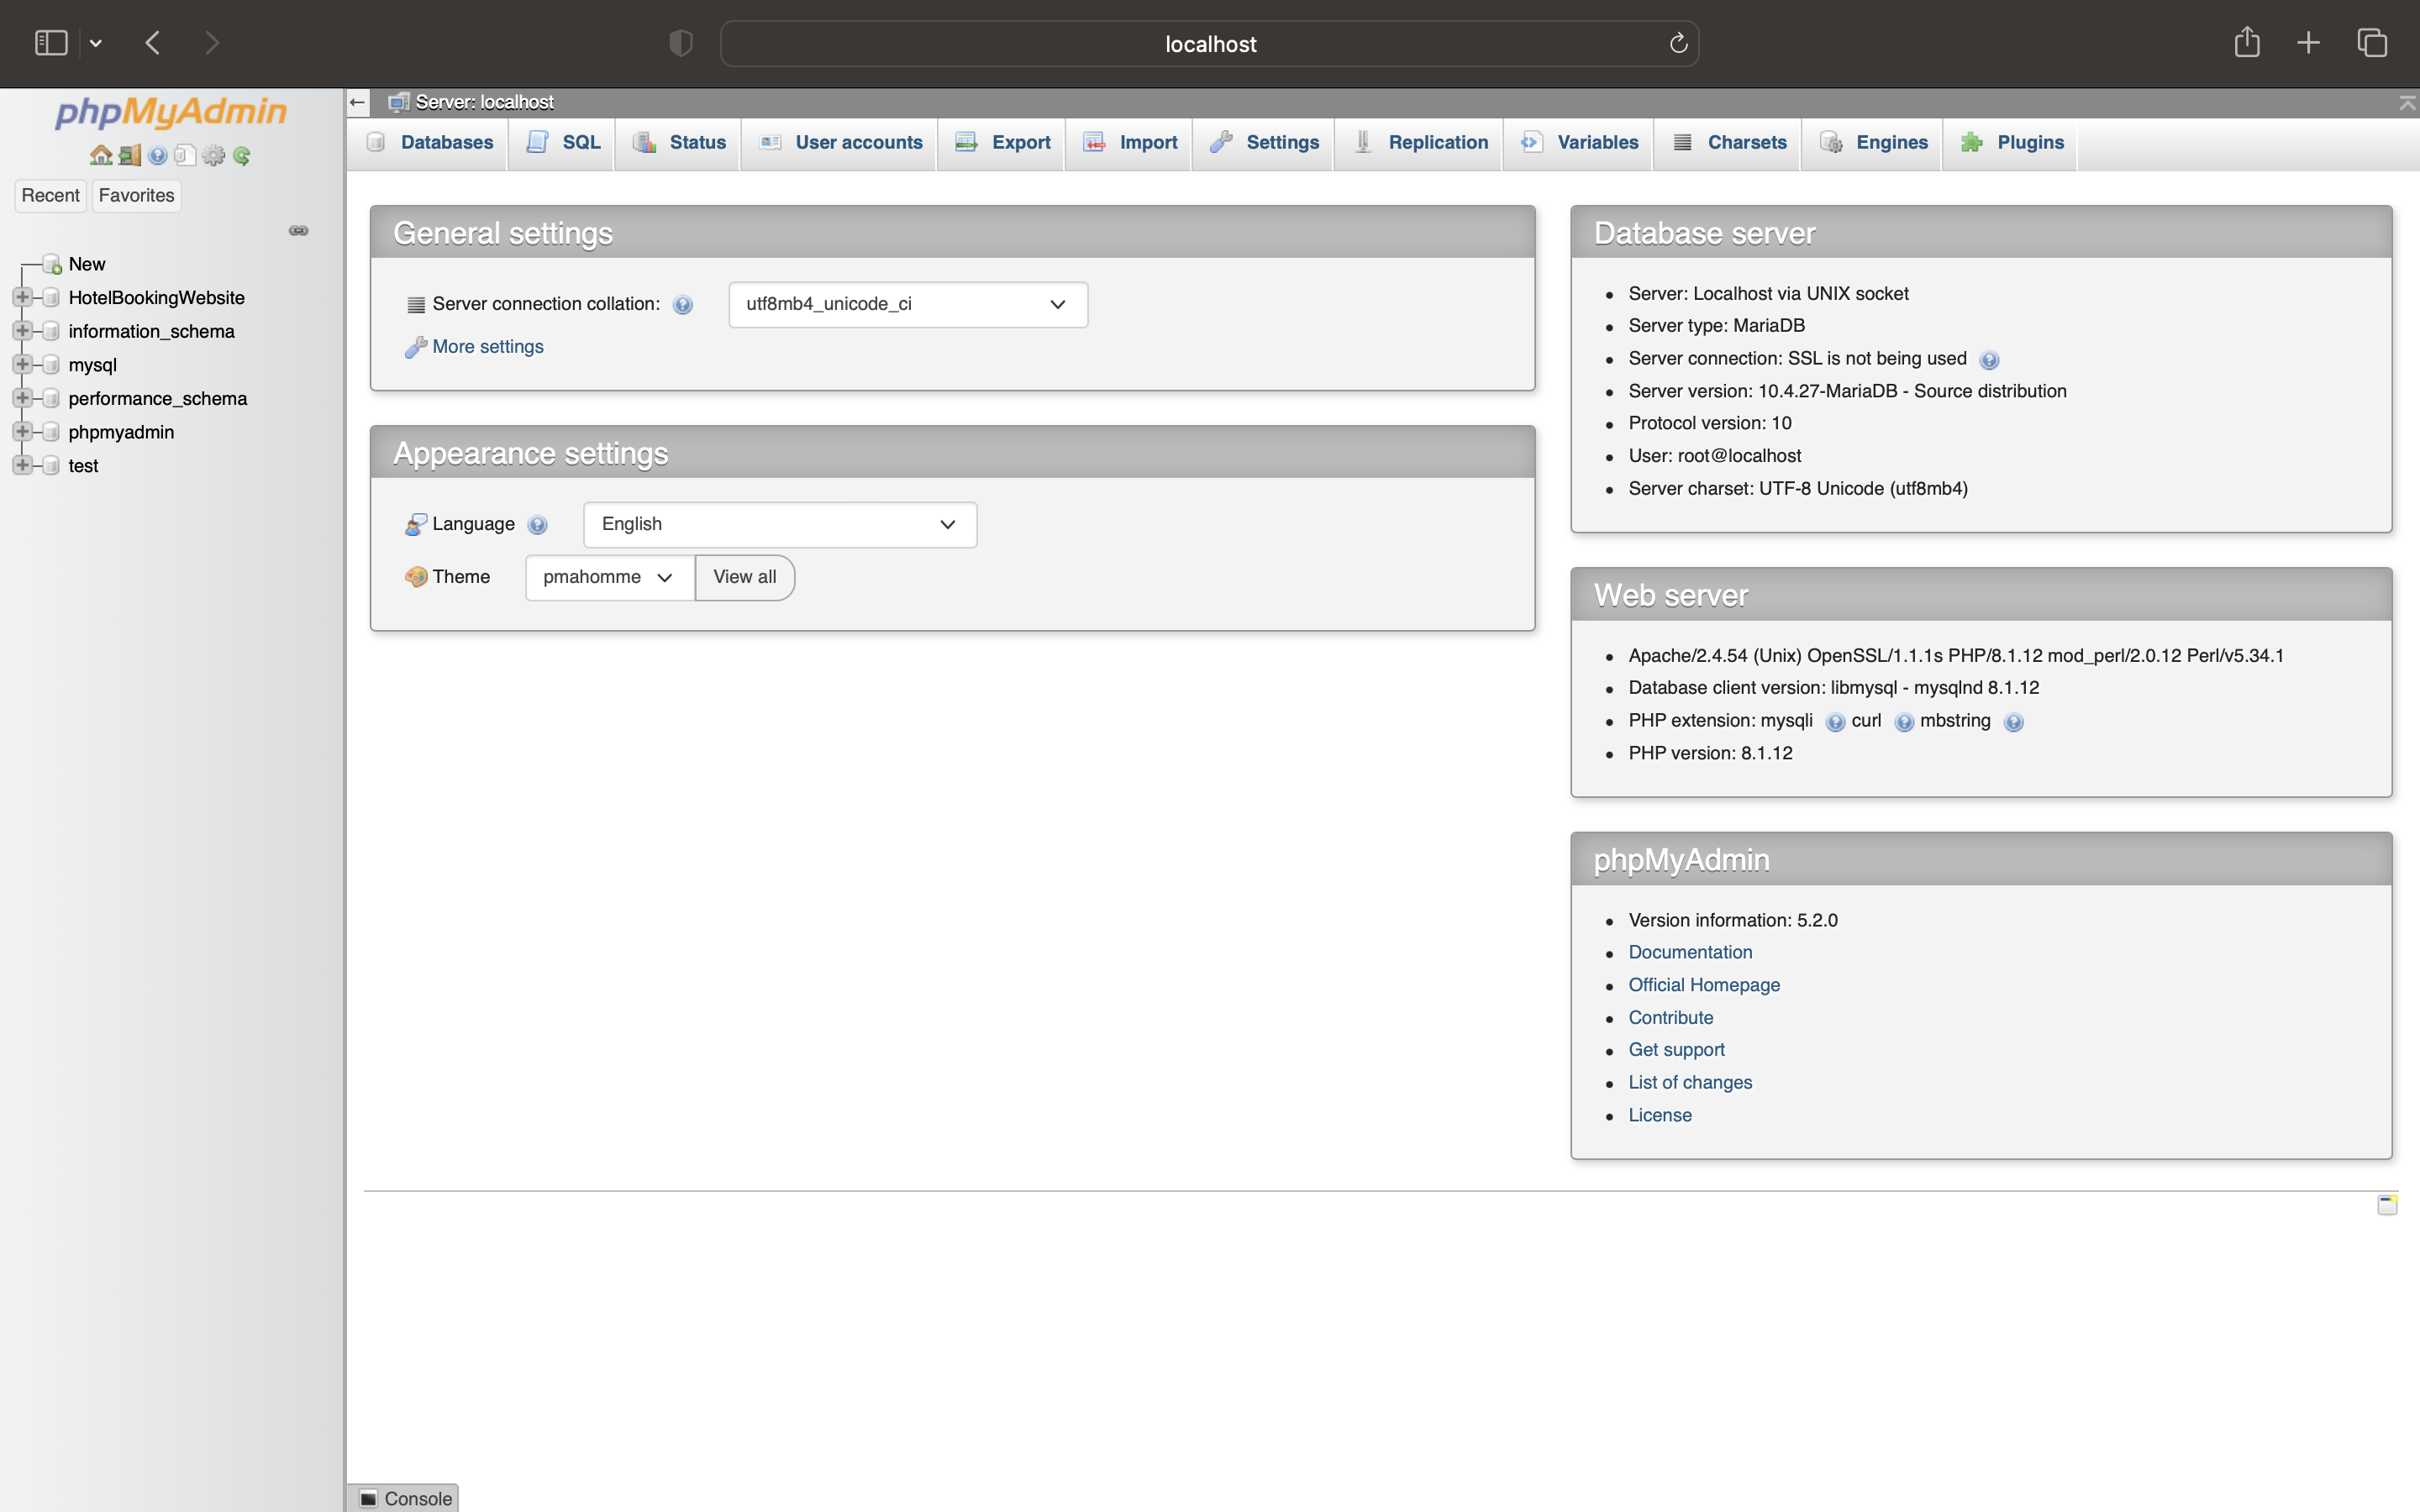 localhost
phpMyAdmin
Recent Favorites
New
HotelBookingWebsite
information_schema
mysql
performance_schema
phpmyadmin
test
Server: localhost
Databases SQL Status User accounts Export Import Settings Replication Variables Charsets Engines Plugins
General settings
Server connection collation: utf8mb4_unicode_ci
More settings
Appearance settings
Language English
Theme pmahomme View all
Database server
Server: Localhost via UNIX socket
Server type: MariaDB
Server connection: SSL is not being used
Server version: 10.4.27-MariaDB - Source distribution
Protocol version: 10
User: root@localhost
Server charset: UTF-8 Unicode (utf8mb4)
Web server
Apache/2.4.54 (Unix) OpenSSL/1.1.1s PHP/8.1.12 mod_perl/2.0.12 Perl/v5.34.1
Database client version: libmysql - mysqlnd 8.1.12
PHP extension: mysqli curl mbstring
PHP version: 8.1.12
phpMyAdmin
Version information: 5.2.0
Documentation
Official Homepage
Contribute
Get support
List of changes
License
Console